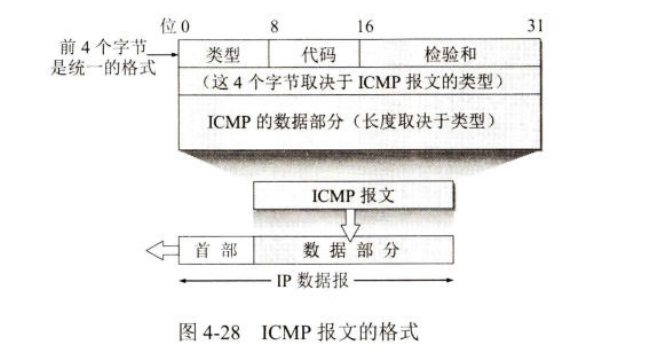 位 0 8 16 31
前 4 个字节
是统一的格式
类型 代码 检验和
（这 4 个字节取决于 ICMP 报文的类型）
ICMP 的数据部分（长度取决于类型）
ICMP 报文
首 部 数 据 部 分
IP 数据报
图 4-28 ICMP 报文的格式